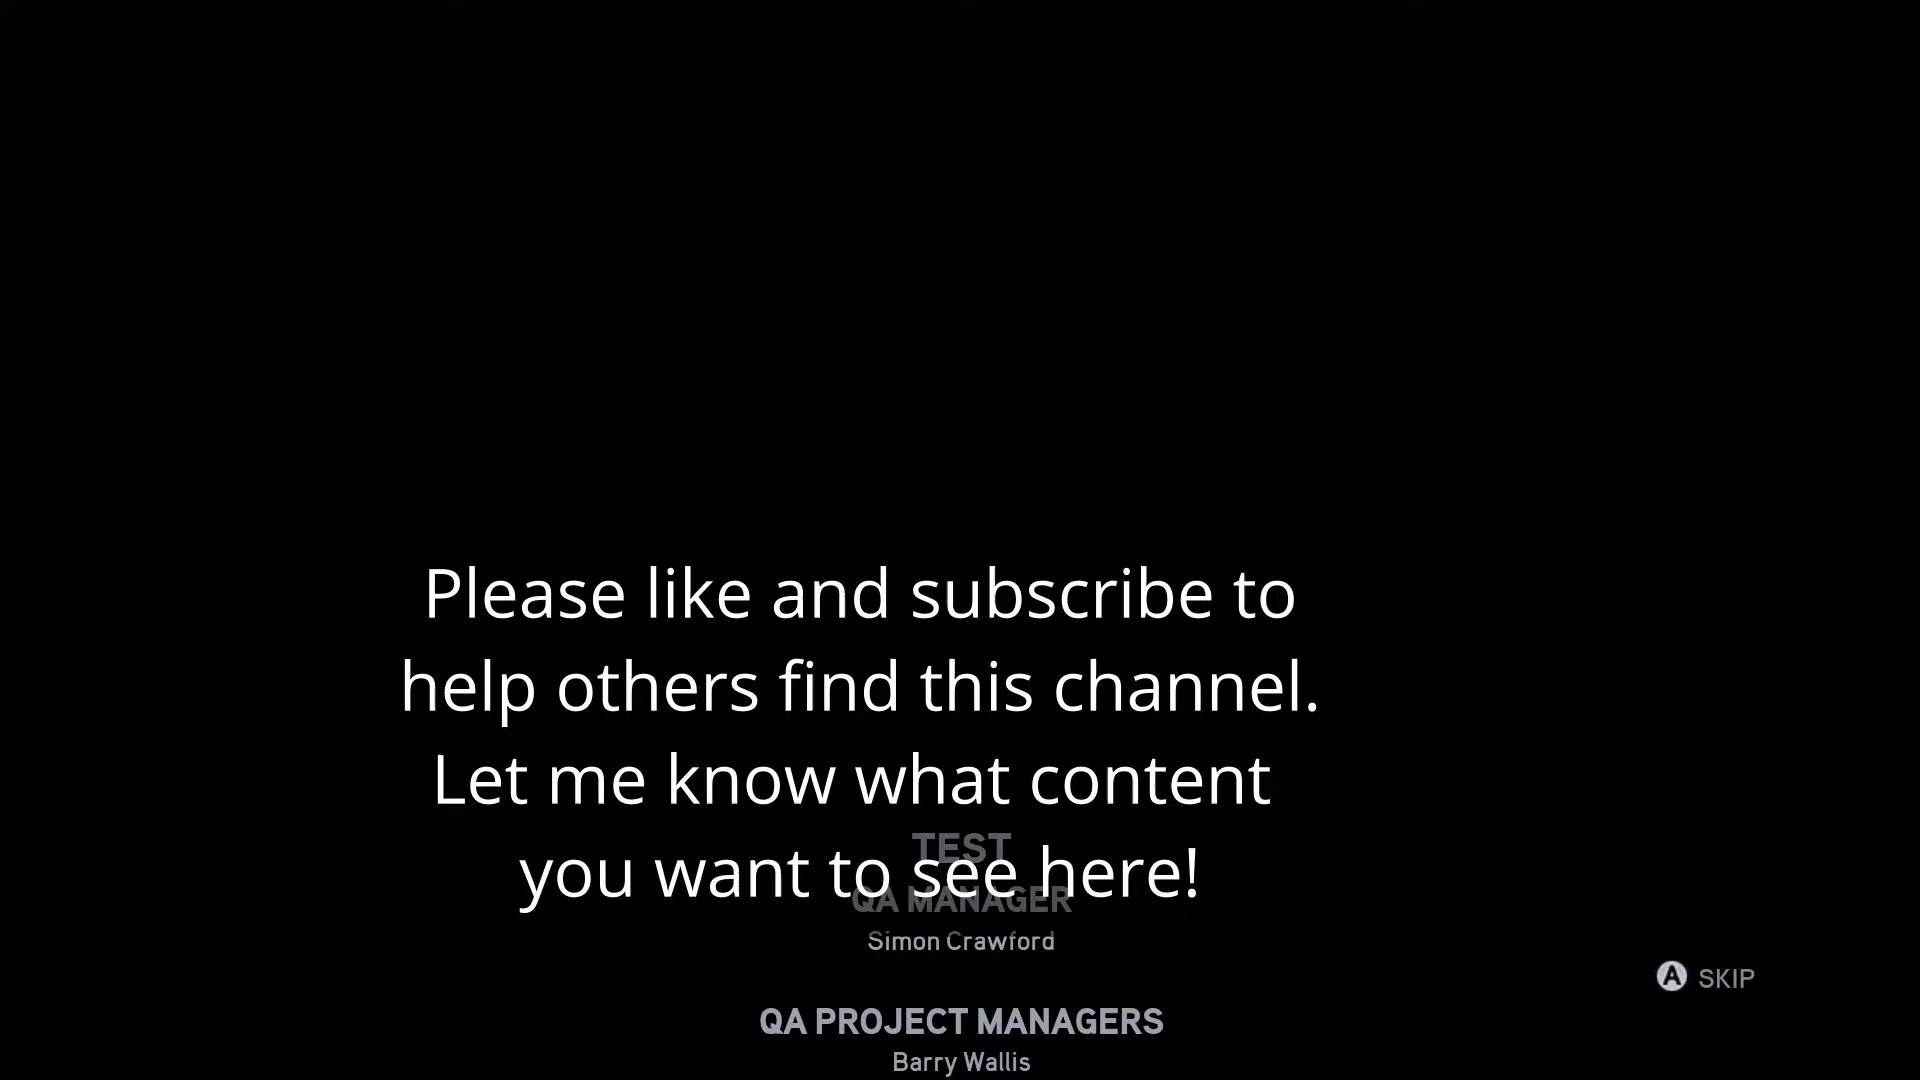 Please like and subscribe to
help others find this channel.
Let me know what content
you want to see here!
TEST
QA MANAGER
Simon Crawford
A SKIP
QA PROJECT MANAGERS
Barry Wallis